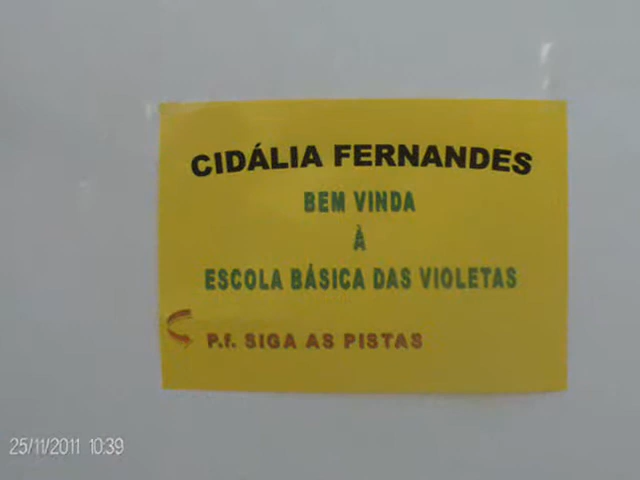 CIDÁLIA FERNANDES
BEM VINDA
À
ESCOLA BÁSICA DAS VIOLETAS
P.f. SIGA AS PISTAS
25/11/2011 10:39